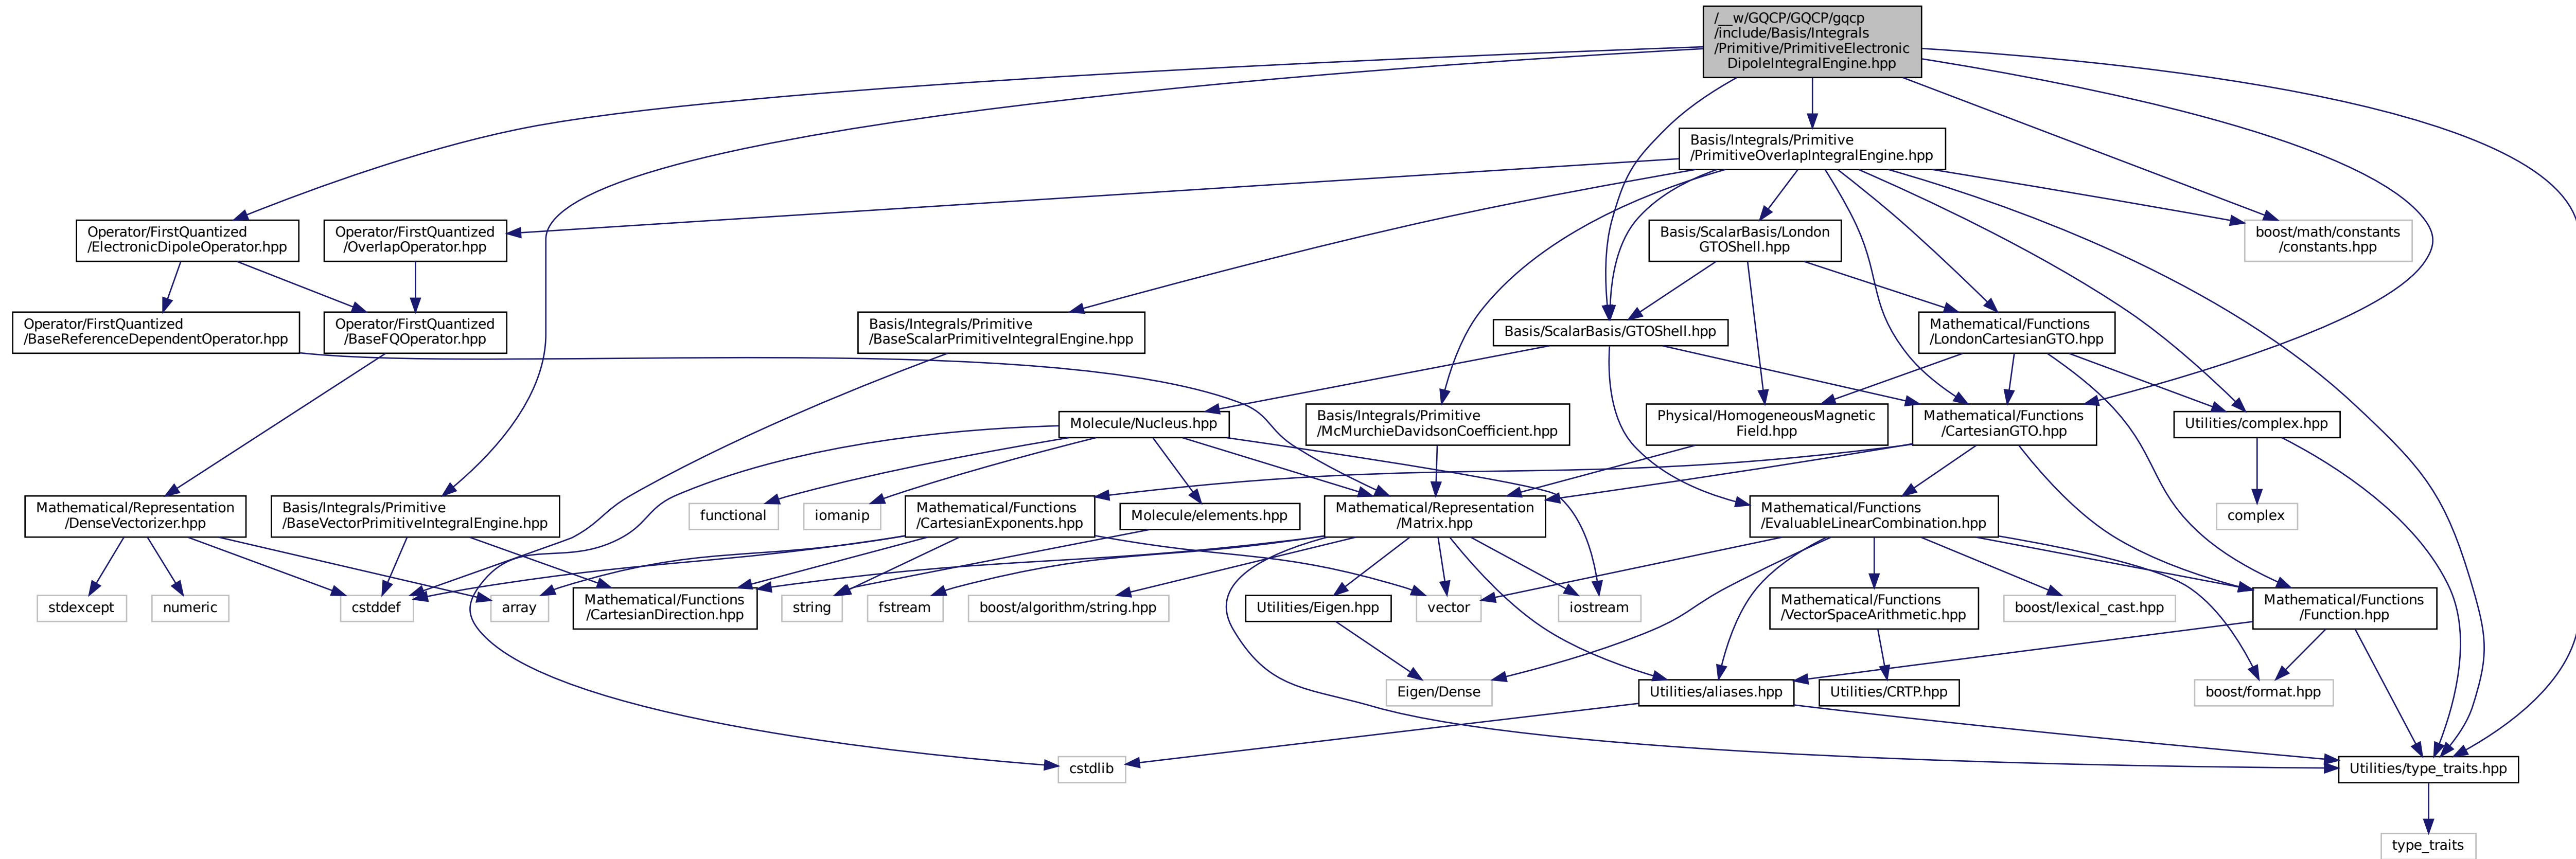 /__w/GQCP/GQCP/gqcp
/include/Basis/Integrals
/Primitive/PrimitiveElectronic
DipoleIntegralEngine.hpp
Basis/Integrals/Primitive
/PrimitiveOverlapIntegralEngine.hpp
Operator/FirstQuantized
/ElectronicDipoleOperator.hpp
Operator/FirstQuantized
/OverlapOperator.hpp
Basis/ScalarBasis/London
GTOShell.hpp
boost/math/constants
/constants.hpp
Operator/FirstQuantized
/BaseReferenceDependentOperator.hpp
Operator/FirstQuantized
/BaseFQOperator.hpp
Basis/Integrals/Primitive
/BaseScalarPrimitiveIntegralEngine.hpp
Basis/ScalarBasis/GTOShell.hpp
Mathematical/Functions
/LondonCartesianGTO.hpp
Molecule/Nucleus.hpp
Basis/Integrals/Primitive
/McMurchieDavidsonCoefficient.hpp
Physical/HomogeneousMagnetic
Field.hpp
Mathematical/Functions
/CartesianGTO.hpp
Utilities/complex.hpp
Mathematical/Representation
/DenseVectorizer.hpp
Basis/Integrals/Primitive
/BaseVectorPrimitiveIntegralEngine.hpp
functional
iomanip
Mathematical/Functions
/CartesianExponents.hpp
Molecule/elements.hpp
Mathematical/Representation
/Matrix.hpp
Mathematical/Functions
/EvaluableLinearCombination.hpp
complex
stdexcept
numeric
cstddef
array
Mathematical/Functions
/CartesianDirection.hpp
string
fstream
boost/algorithm/string.hpp
Utilities/Eigen.hpp
vector
iostream
Mathematical/Functions
/VectorSpaceArithmetic.hpp
boost/lexical_cast.hpp
Mathematical/Functions
/Function.hpp
Eigen/Dense
Utilities/aliases.hpp
Utilities/CRTP.hpp
boost/format.hpp
cstdlib
Utilities/type_traits.hpp
type_traits